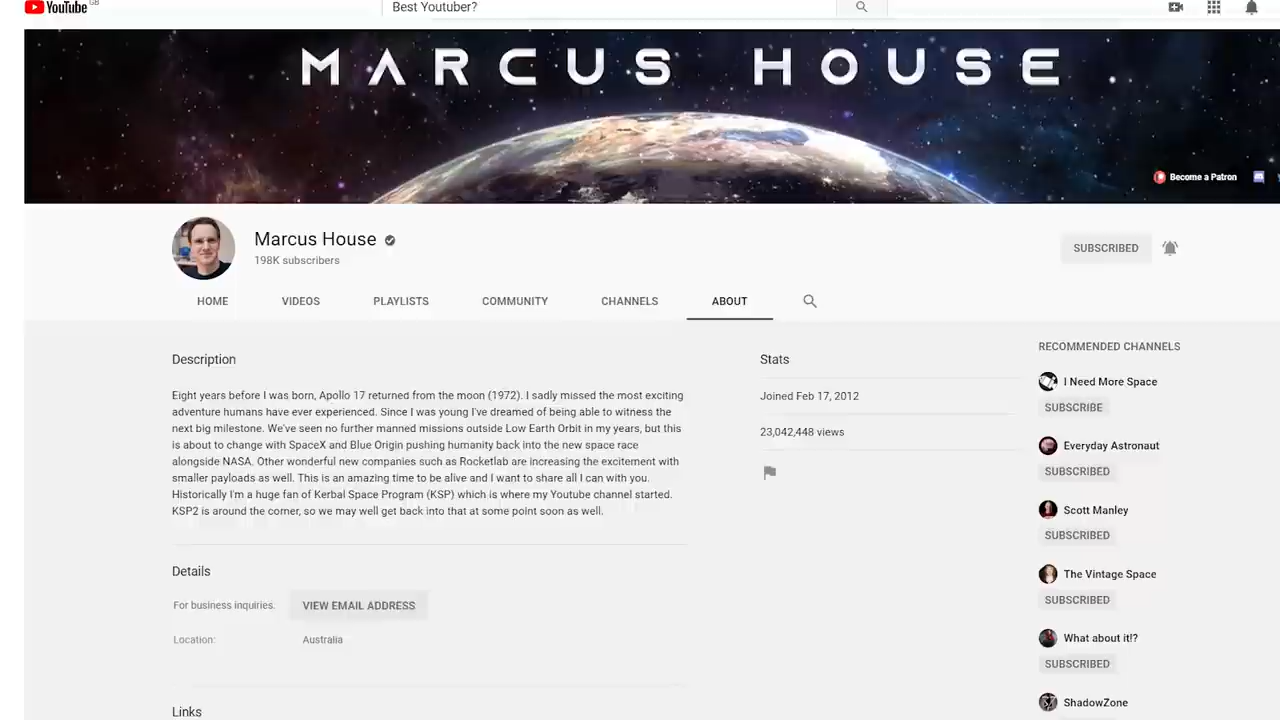 YouTube GB
Best Youtuber?
MARCUS HOUSE
Become a Patron
Marcus House
198K subscribers
SUBSCRIBED
HOME VIDEOS PLAYLISTS COMMUNITY CHANNELS ABOUT
Description
Eight years before I was born, Apollo 17 returned from the moon (1972). I sadly missed the most exciting
adventure humans have ever experienced. Since I was young I've dreamed of being able to witness the
next big milestone. We've seen no further manned missions outside Low Earth Orbit in my years, but this
is about to change with SpaceX and Blue Origin pushing humanity back into the new space race
alongside NASA. Other wonderful new companies such as Rocketlab are increasing the excitement with
smaller payloads as well. This is an amazing time to be alive and I want to share all I can with you.
Historically I'm a huge fan of Kerbal Space Program (KSP) which is where my Youtube channel started.
KSP2 is around the corner, so we may well get back into that at some point soon as well.
Details
For business inquiries: VIEW EMAIL ADDRESS
Location: Australia
Links
Stats
Joined Feb 17, 2012
23,042,448 views
RECOMMENDED CHANNELS
I Need More Space
SUBSCRIBE
Everyday Astronaut
SUBSCRIBED
Scott Manley
SUBSCRIBED
The Vintage Space
SUBSCRIBED
What about it!?
SUBSCRIBED
ShadowZone